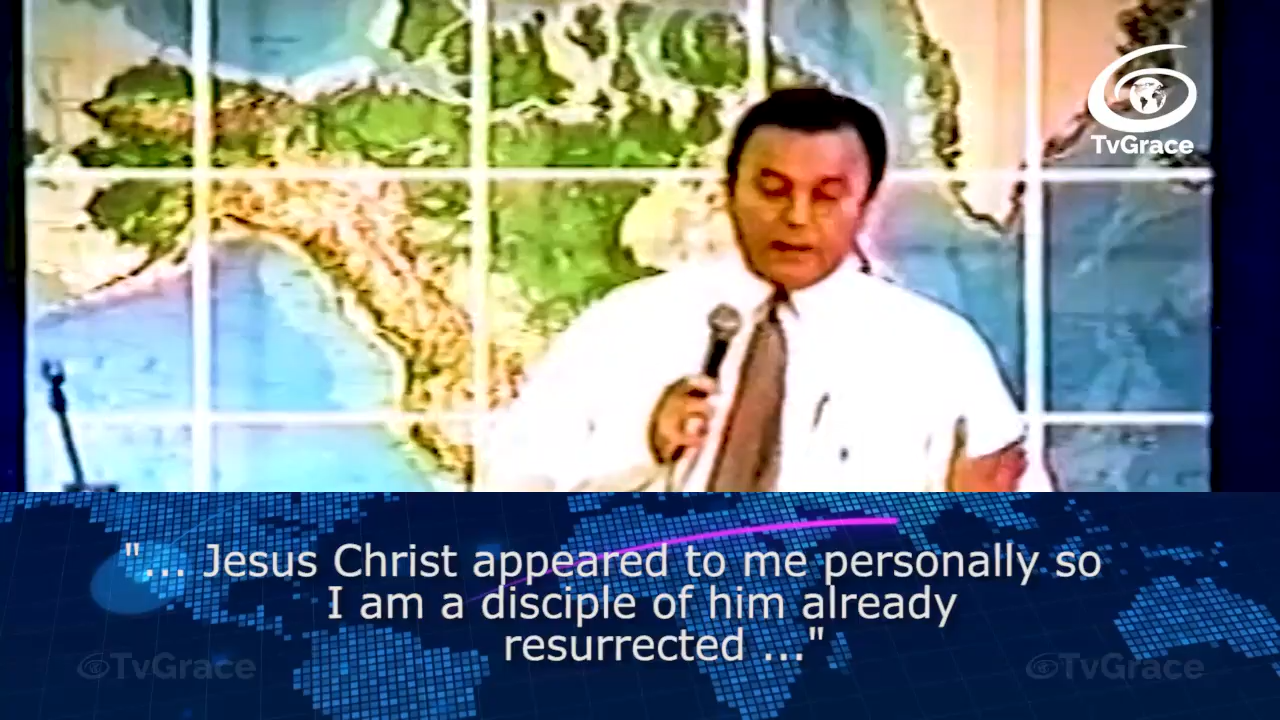 TvGrace
"... Jesus Christ appeared to me personally so
I am a disciple of him already
resurrected ..."
TvGrace
TvGrace